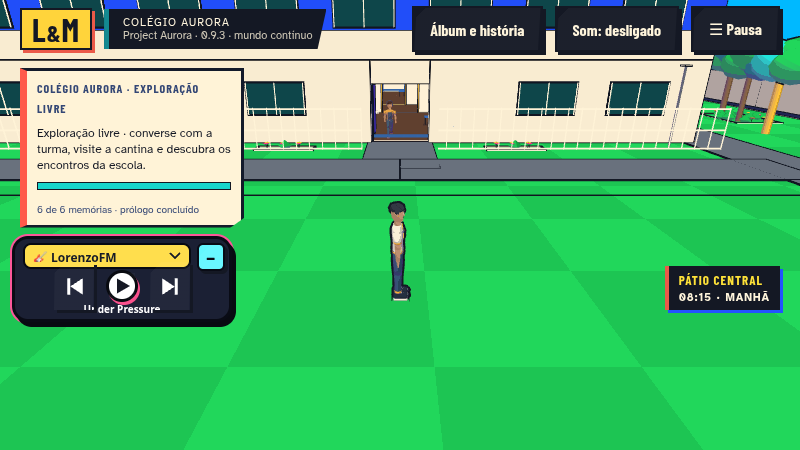 L&M
COLÉGIO AURORA
Project Aurora · 0.9.3 · mundo contínuo
Álbum e história
Som: desligado
☰ Pausa
COLÉGIO AURORA · EXPLORAÇÃO
LIVRE
Exploração livre · converse com a
turma, visite a cantina e descubra os
encontros da escola.
6 de 6 memórias · prólogo concluído
🎸 LorenzoFM
–
Under Pressure
PÁTIO CENTRAL
08:15 · MANHÃ